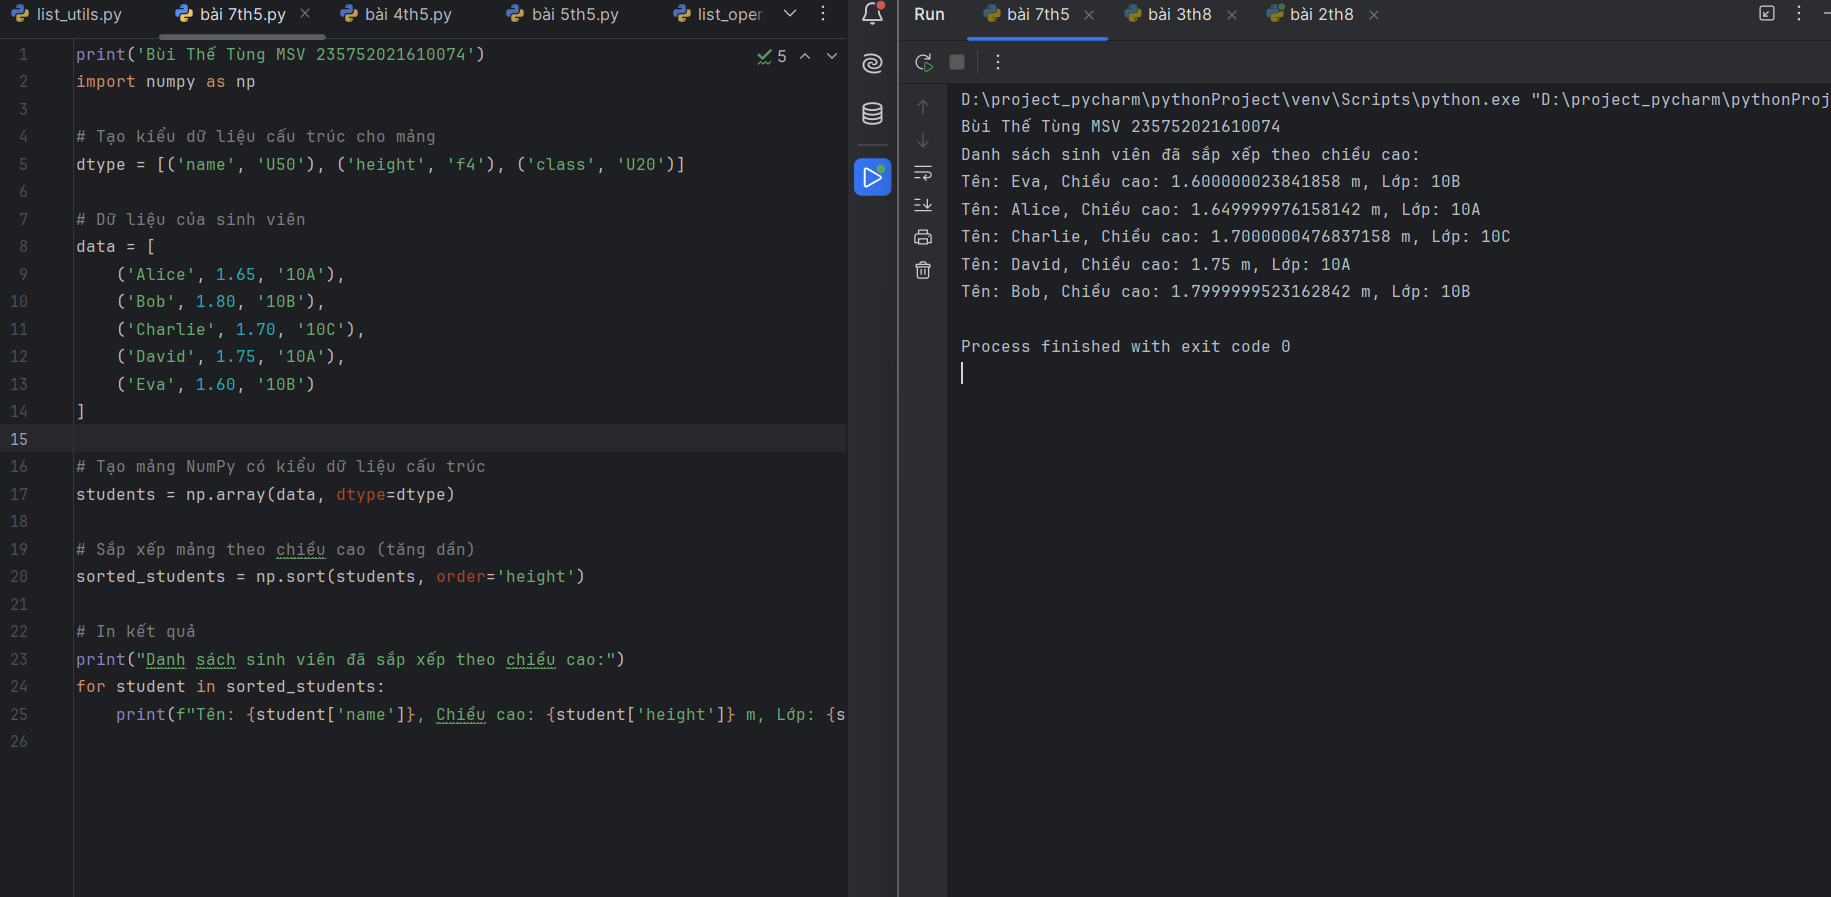 list_utils.py bài 7th5.py bài 4th5.py bài 5th5.py list_oper
1 print('Bùi Thế Tùng MSV 235752021610074') 5
2 import numpy as np
3
4 # Tạo kiểu dữ liệu cấu trúc cho mảng
5 dtype = [('name', 'U50'), ('height', 'f4'), ('class', 'U20')]
6
7 # Dữ liệu của sinh viên
8 data = [
9 ('Alice', 1.65, '10A'),
10 ('Bob', 1.80, '10B'),
11 ('Charlie', 1.70, '10C'),
12 ('David', 1.75, '10A'),
13 ('Eva', 1.60, '10B')
14 ]
15
16 # Tạo mảng NumPy có kiểu dữ liệu cấu trúc
17 students = np.array(data, dtype=dtype)
18
19 # Sắp xếp mảng theo chiều cao (tăng dần)
20 sorted_students = np.sort(students, order='height')
21
22 # In kết quả
23 print("Danh sách sinh viên đã sắp xếp theo chiều cao:")
24 for student in sorted_students:
25 print(f"Tên: {student['name']}, Chiều cao: {student['height']} m, Lớp: {s
26
Run bài 7th5 bài 3th8 bài 2th8
D:\project_pycharm\pythonProject\venv\Scripts\python.exe "D:\project_pycharm\pythonProj
Bùi Thế Tùng MSV 235752021610074
Danh sách sinh viên đã sắp xếp theo chiều cao:
Tên: Eva, Chiều cao: 1.600000023841858 m, Lớp: 10B
Tên: Alice, Chiều cao: 1.649999976158142 m, Lớp: 10A
Tên: Charlie, Chiều cao: 1.7000000476837158 m, Lớp: 10C
Tên: David, Chiều cao: 1.75 m, Lớp: 10A
Tên: Bob, Chiều cao: 1.7999999523162842 m, Lớp: 10B
Process finished with exit code 0